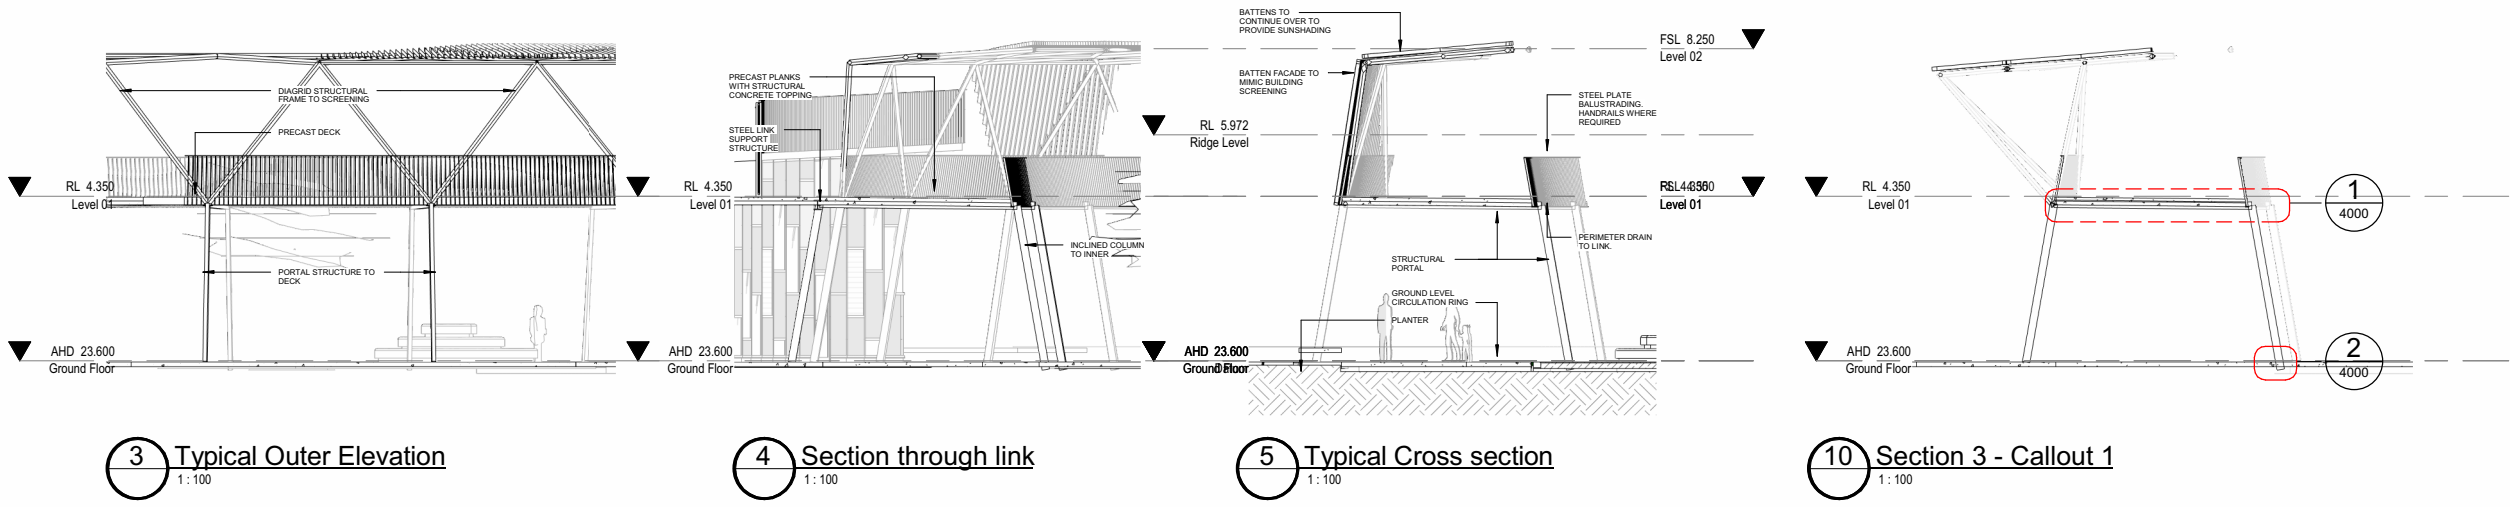 DIAGRID STRUCTURAL
FRAME TO SCREENING
PRECAST DECK
RL 4.350
Level 01
PORTAL STRUCTURE TO
DECK
AHD 23.600
Ground Floor
3
Typical Outer Elevation
1 : 100
PRECAST PLANKS
WITH STRUCTURAL
CONCRETE TOPPING
STEEL LINK
SUPPORT
STRUCTURE
RL 4.350
Level 01
INCLINED COLUMN
TO INNER
AHD 23.600
Ground Floor
4
Section through link
1 : 100
BATTENS TO
CONTINUE OVER TO
PROVIDE SUNSHADING
BATTEN FACADE TO
MIMIC BUILDING
SCREENING
RL 5.972
Ridge Level
FSL 8.250
Level 02
STEEL PLATE
BALUSTRADING.
HANDRAILS WHERE
REQUIRED
Level 01
PERIMETER DRAIN
TO LINK.
STRUCTURAL
PORTAL
GROUND LEVEL
CIRCULATION RING
PLANTER
AHD 23.600
Ground Floor
5
Typical Cross section
1 : 100
RL 4.350
Level 01
1
4000
AHD 23.600
Ground Floor
2
4000
10
Section 3 - Callout 1
1 : 100